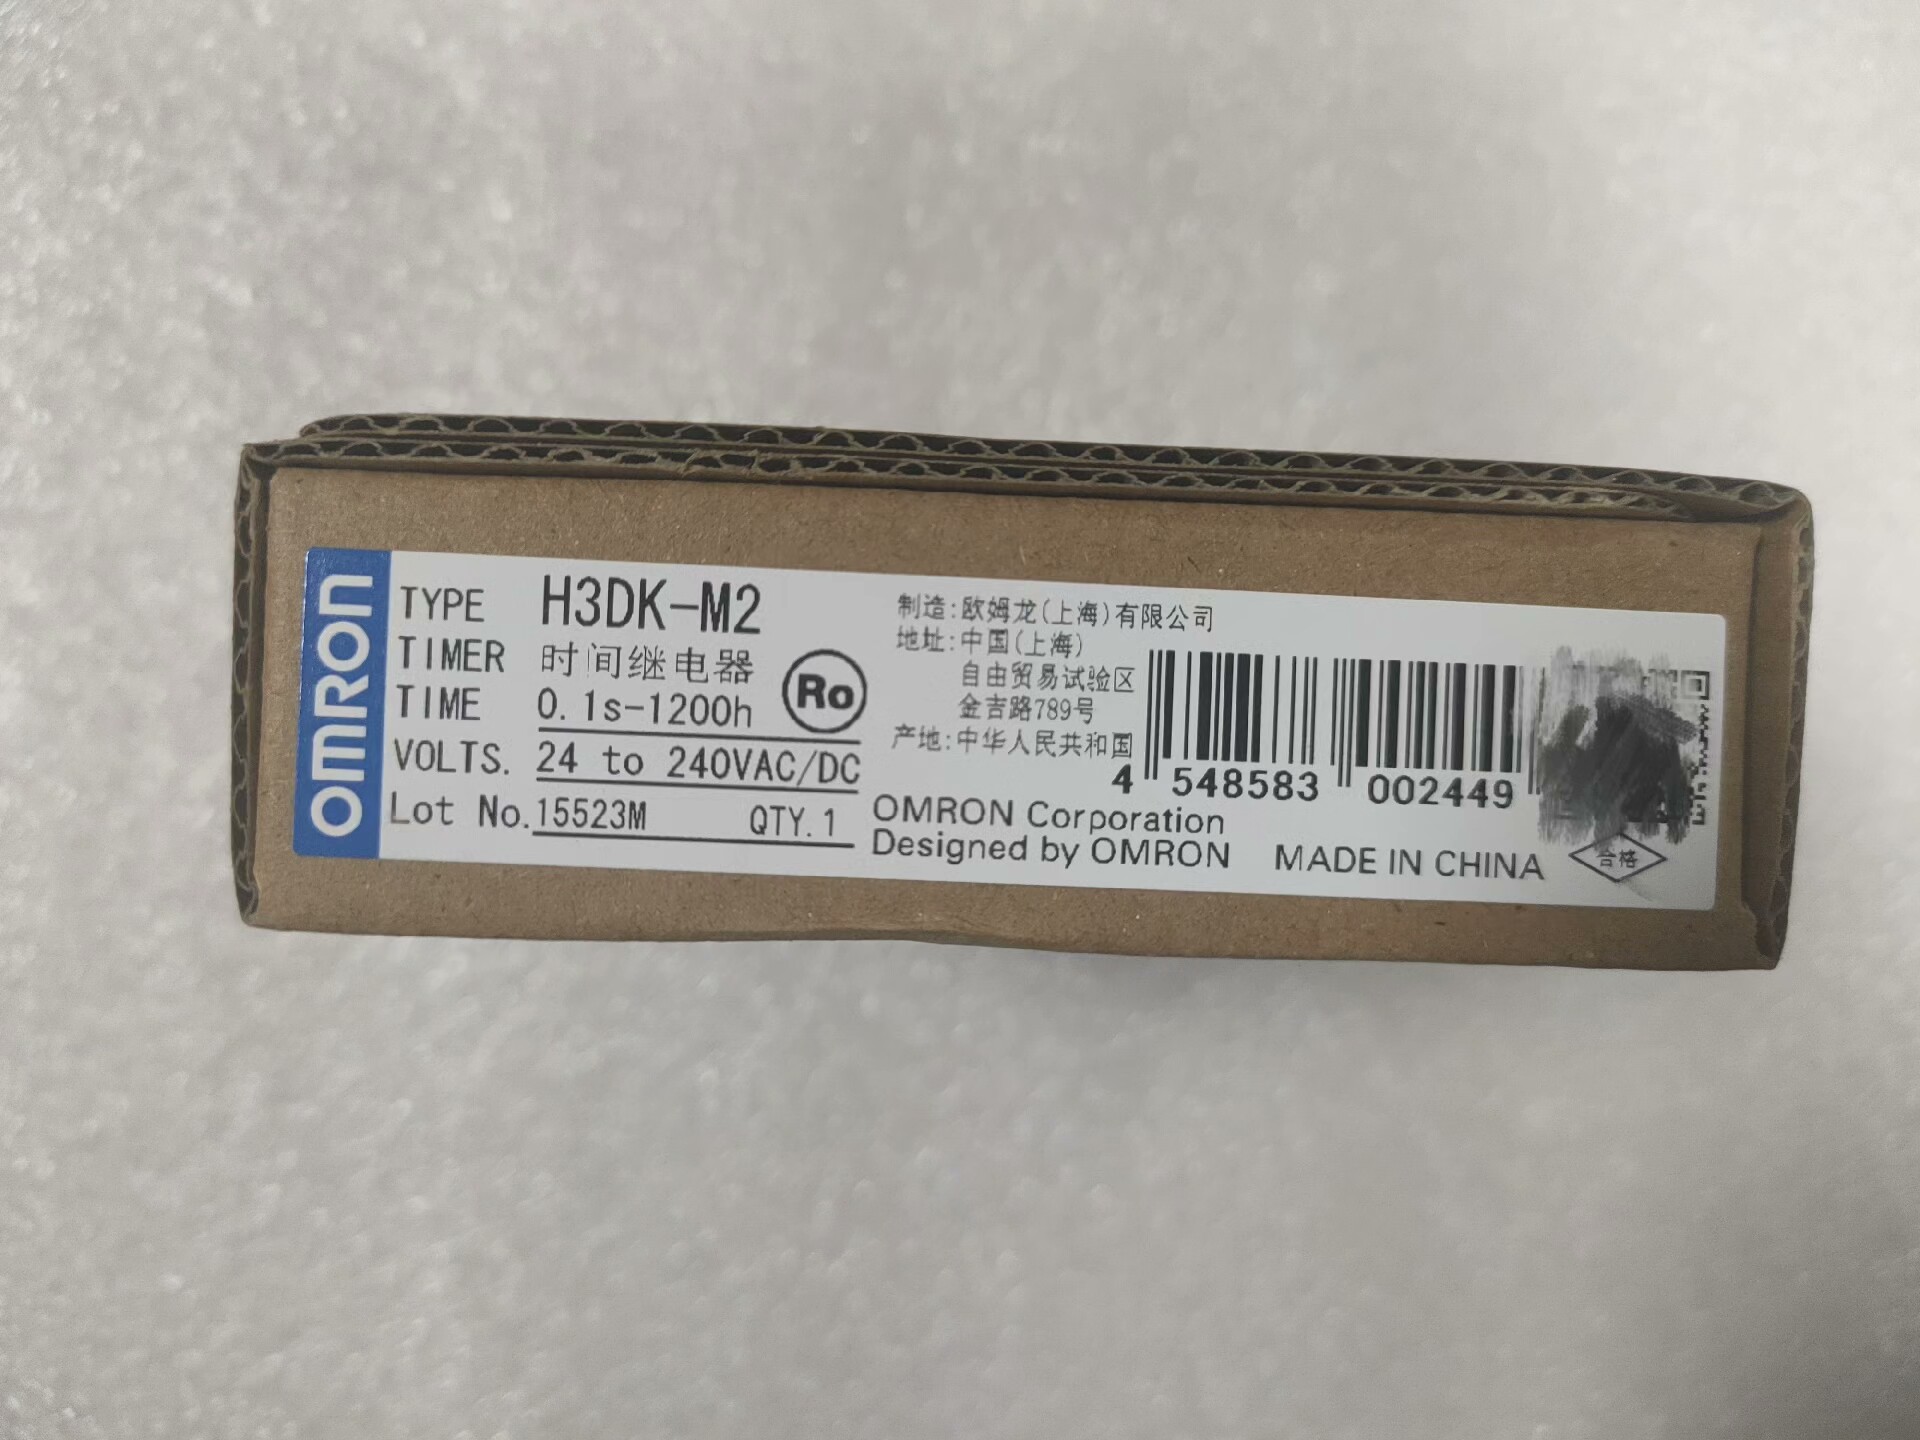 OMRON
TYPE H3DK-M2
TIMER 时间继电器
TIME 0.1s-1200h
Ro
VOLTS. 24 to 240VAC/DC
Lot No.15523M QTY.1
制造:欧姆龙(上海)有限公司
地址:中国(上海)
自由贸易试验区
金吉路789号
产地:中华人民共和国
4 548583 002449
OMRON Corporation
Designed by OMRON MADE IN CHINA
合格